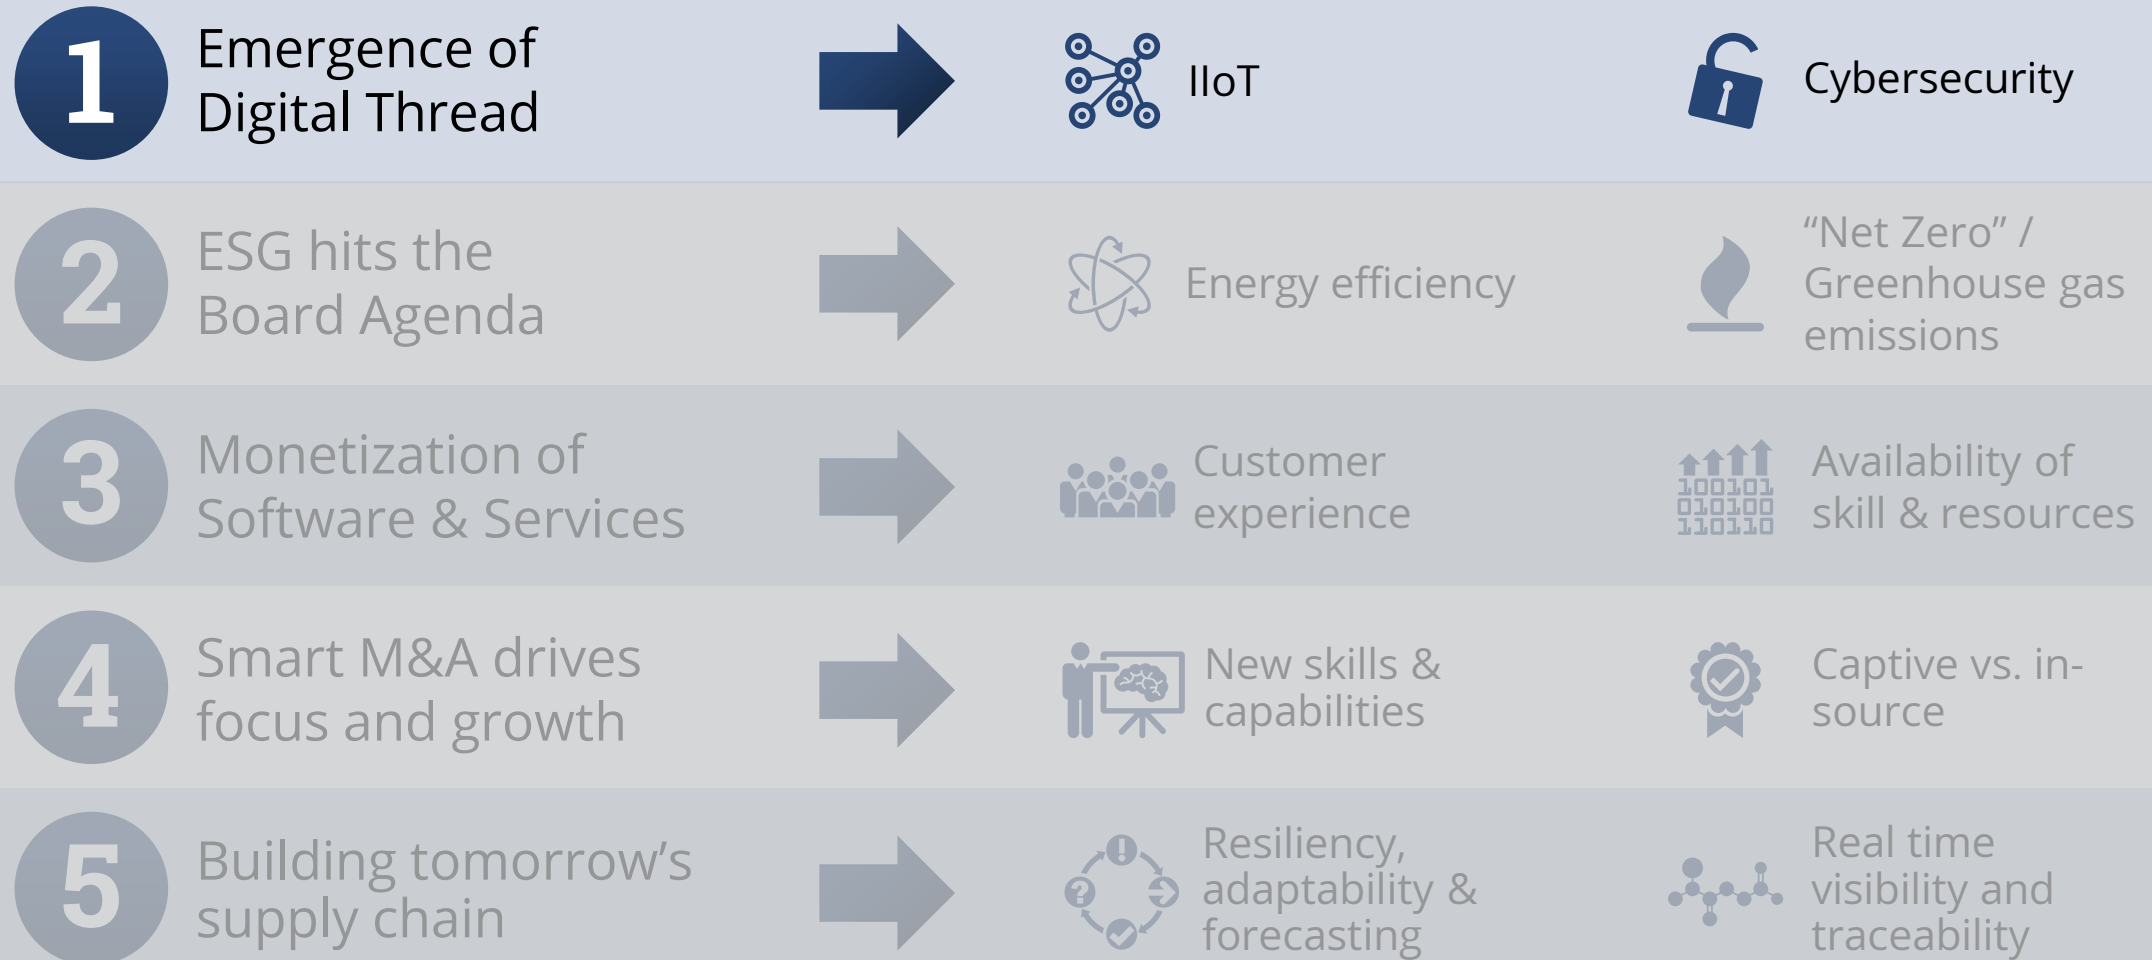 1
Emergence of
Digital Thread
IIoT
Cybersecurity
2
ESG hits the
Board Agenda
Energy efficiency
“Net Zero” /
Greenhouse gas
emissions
3
Monetization of
Software & Services
Customer
experience
100101
010100
110110
Availability of
skill & resources
4
Smart M&A drives
focus and growth
New skills &
capabilities
Captive vs. in-
source
5
Building tomorrow’s
supply chain
!
?
Resiliency,
adaptability &
forecasting
Real time
visibility and
traceability